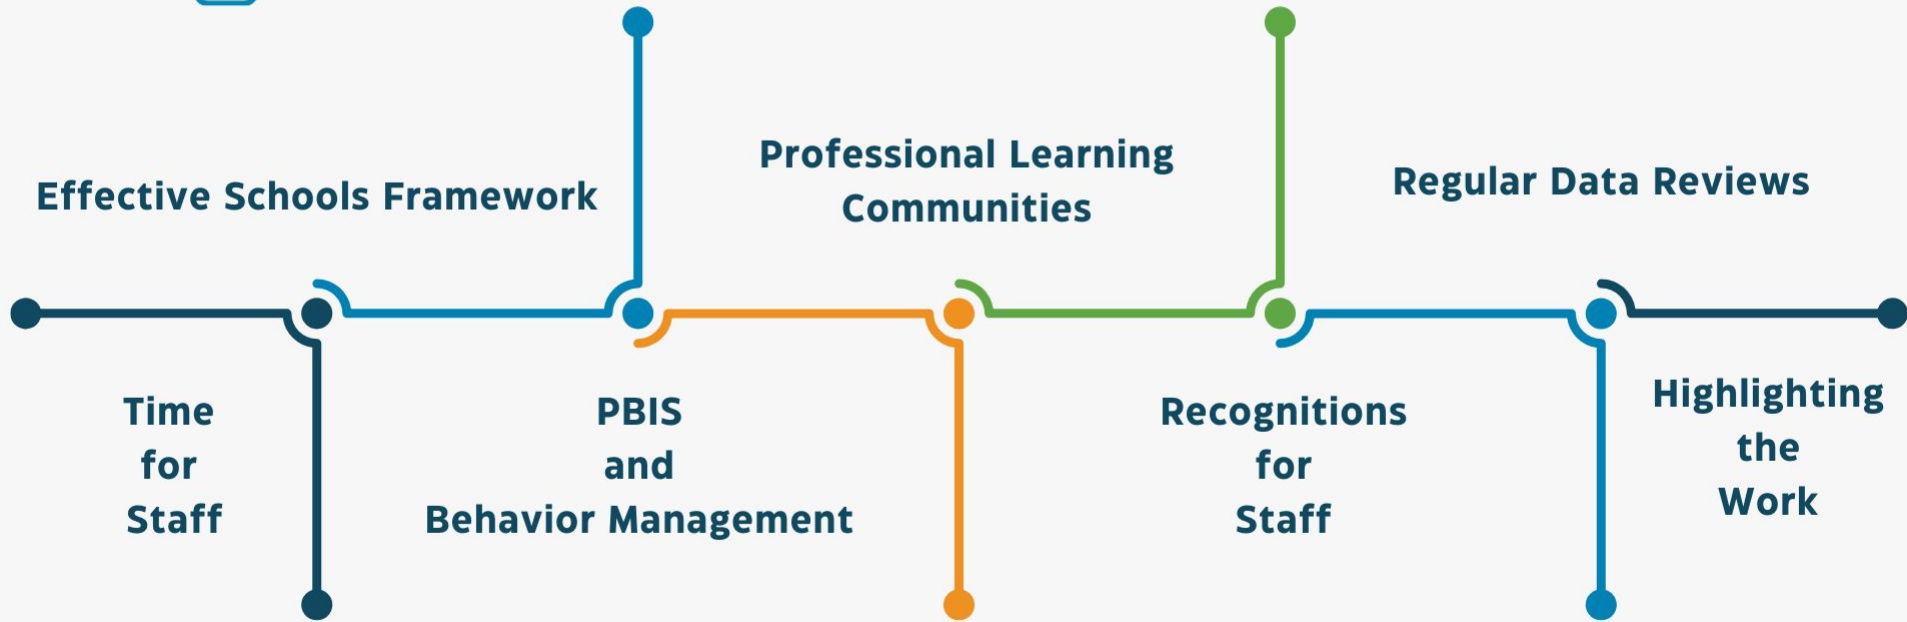 Effective Schools Framework
Professional Learning
Communities
Regular Data Reviews
Time
for
Staff
PBIS
and
Behavior Management
Recognitions
for
Staff
Highlighting
the
Work